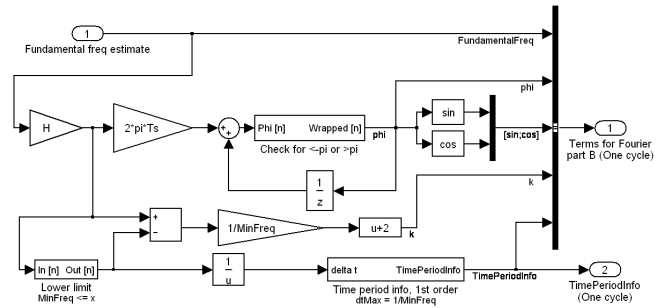 1
Fundamental freq estimate
FundamentalFreq
phi
H
2*pi*Ts
+
+
Phi [n] Wrapped [n]
phi
Check for <-pi or >pi
sin
cos
[sin;cos]
1
Terms for Fourier
part B (One cycle)
1
z
k
+
−
1/MinFreq
u+2
k
In [n] Out [n]
Lower limit
MinFreq <= x
1
u
delta t TimePeriodInfo
TimePeriodInfo
Time period info, 1st order
dtMax = 1/MinFreq
2
TimePeriodInfo
(One cycle)